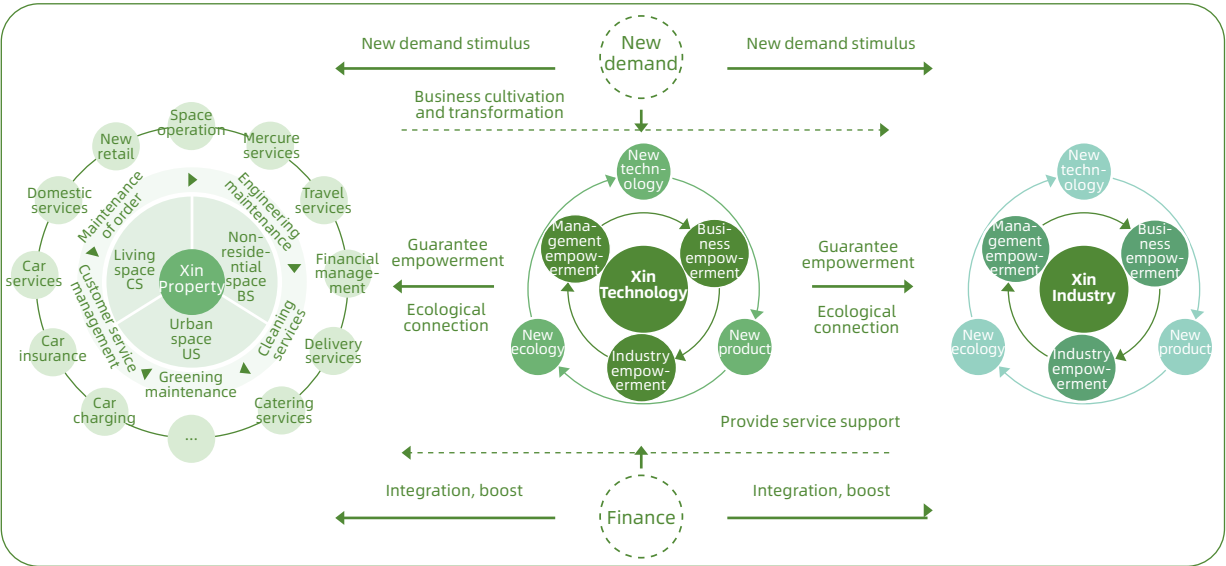 New demand stimulus
New
demand
New demand stimulus
Business cultivation
and transformation
Space
operation
New
retail
Mercure
services
Domestic
services
Travel
services
Car
services
Financial
manage-
ment
Car
insurance
Delivery
services
Car
charging
Catering
services
...
Maintenance
of order
Engineering
maintenance
Customer service
management
Cleaning
services
Greening
maintenance
Living
space
CS
Non-
reside-
ntial
space
BS
Xin
Property
Urban
space
US
Guarantee
empowerment
Ecological
connection
New
techn-
ology
Mana-
gement
empow-
erment
Busi-
ness
empow-
erment
Xin
Technology
New
ecology
Industry
empow-
erment
New
product
Guarantee
empowerment
Ecological
connection
New
techn-
ology
Mana-
gement
empow-
erment
Busi-
ness
empow-
erment
Xin
Industry
New
ecology
Industry
empow-
erment
New
product
Provide service support
Integration, boost
Finance
Integration, boost